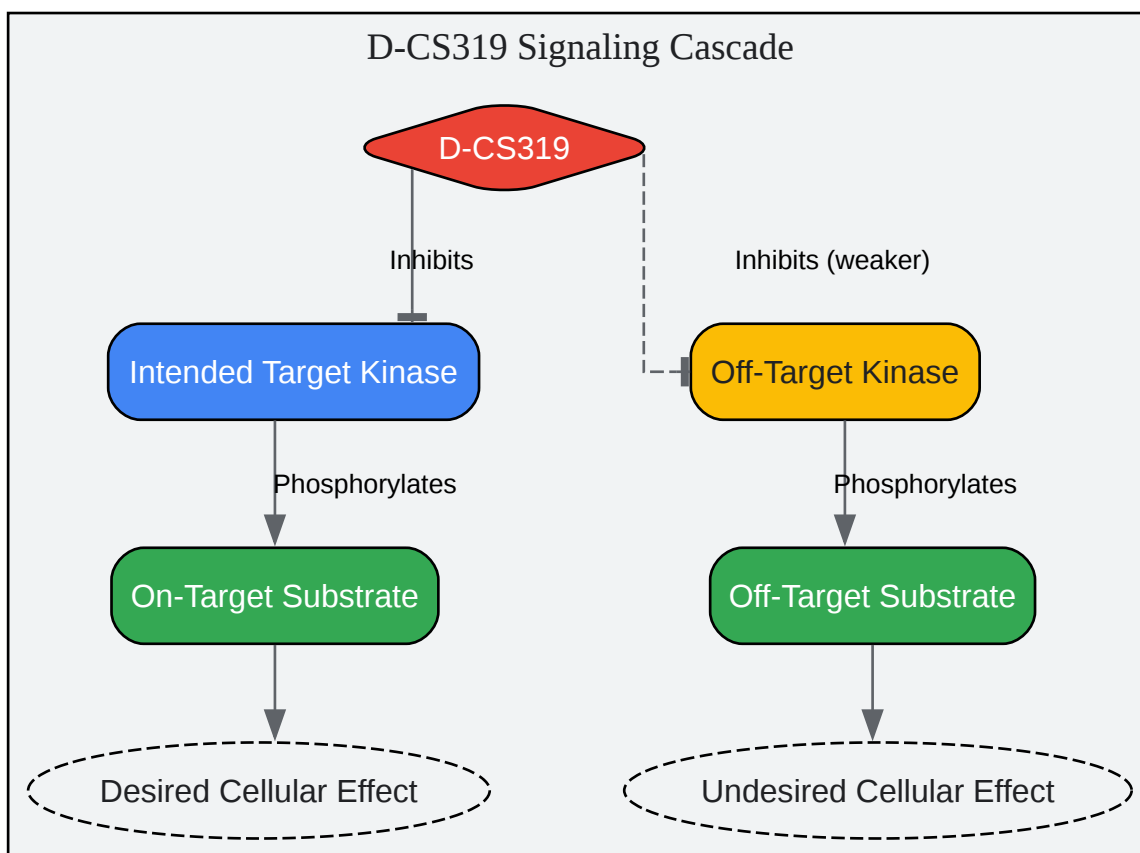 D-CS319 Signaling Cascade
D-CS319
Inhibits
Inhibits (weaker)
Intended Target Kinase
Off-Target Kinase
Phosphorylates
Phosphorylates
On-Target Substrate
Off-Target Substrate
Desired Cellular Effect
Undesired Cellular Effect